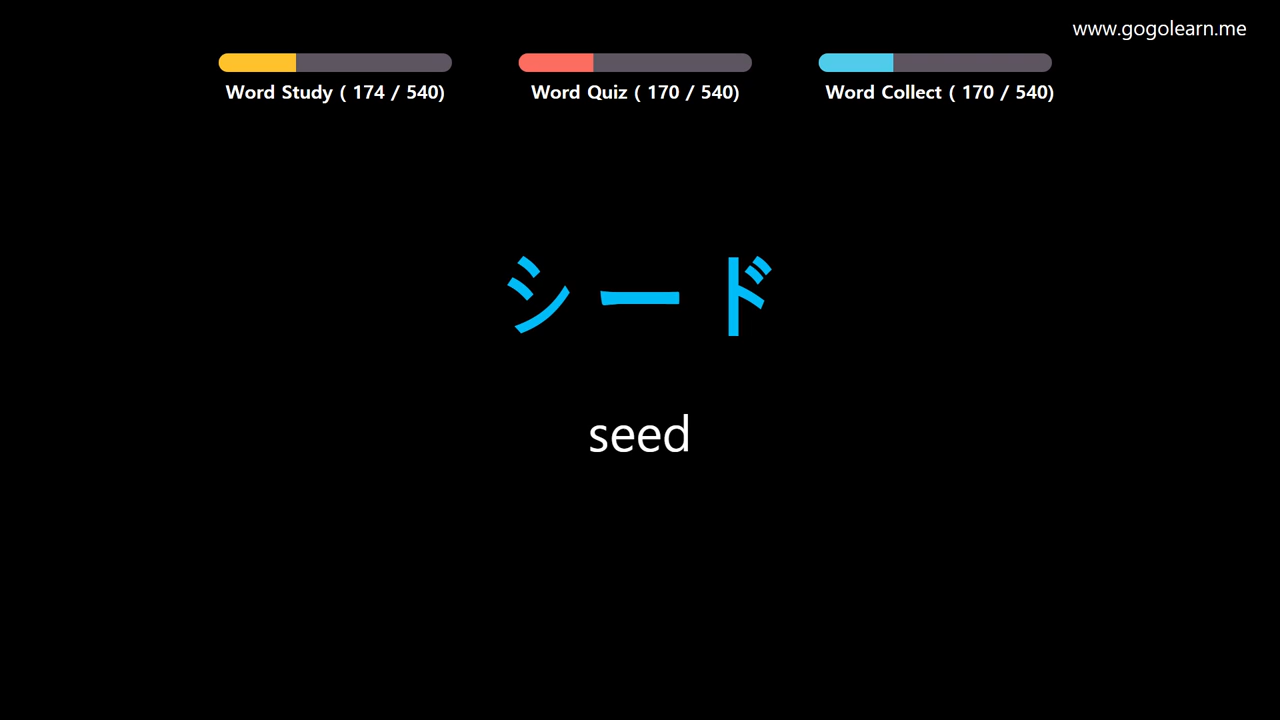 www.gogolearn.me
Word Study ( 174 / 540)
Word Quiz ( 170 / 540)
Word Collect ( 170 / 540)
シード
seed